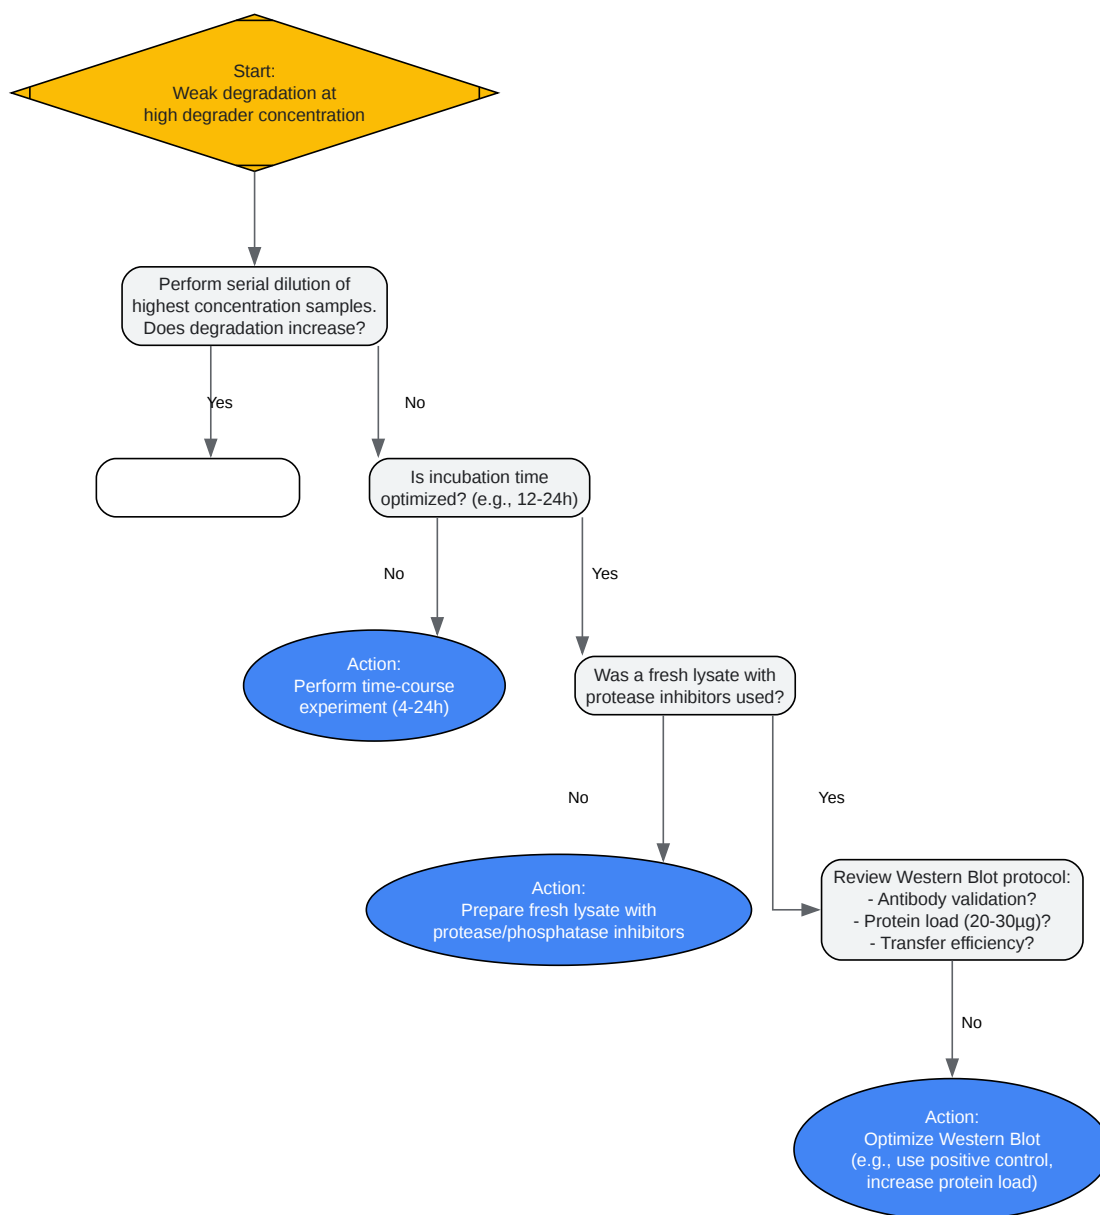 Start:
Weak degradation at
high degrader concentration
Perform serial dilution of
highest concentration samples.
Does degradation increase?
Yes
No
Is incubation time
optimized? (e.g., 12-24h)
No
Yes
Action:
Perform time-course
experiment (4-24h)
Was a fresh lysate with
protease inhibitors used?
No
Yes
Action:
Prepare fresh lysate with
protease/phosphatase inhibitors
Review Western Blot protocol:
- Antibody validation?
- Protein load (20-30µg)?
- Transfer efficiency?
No
Action:
Optimize Western Blot
(e.g., use positive control,
increase protein load)